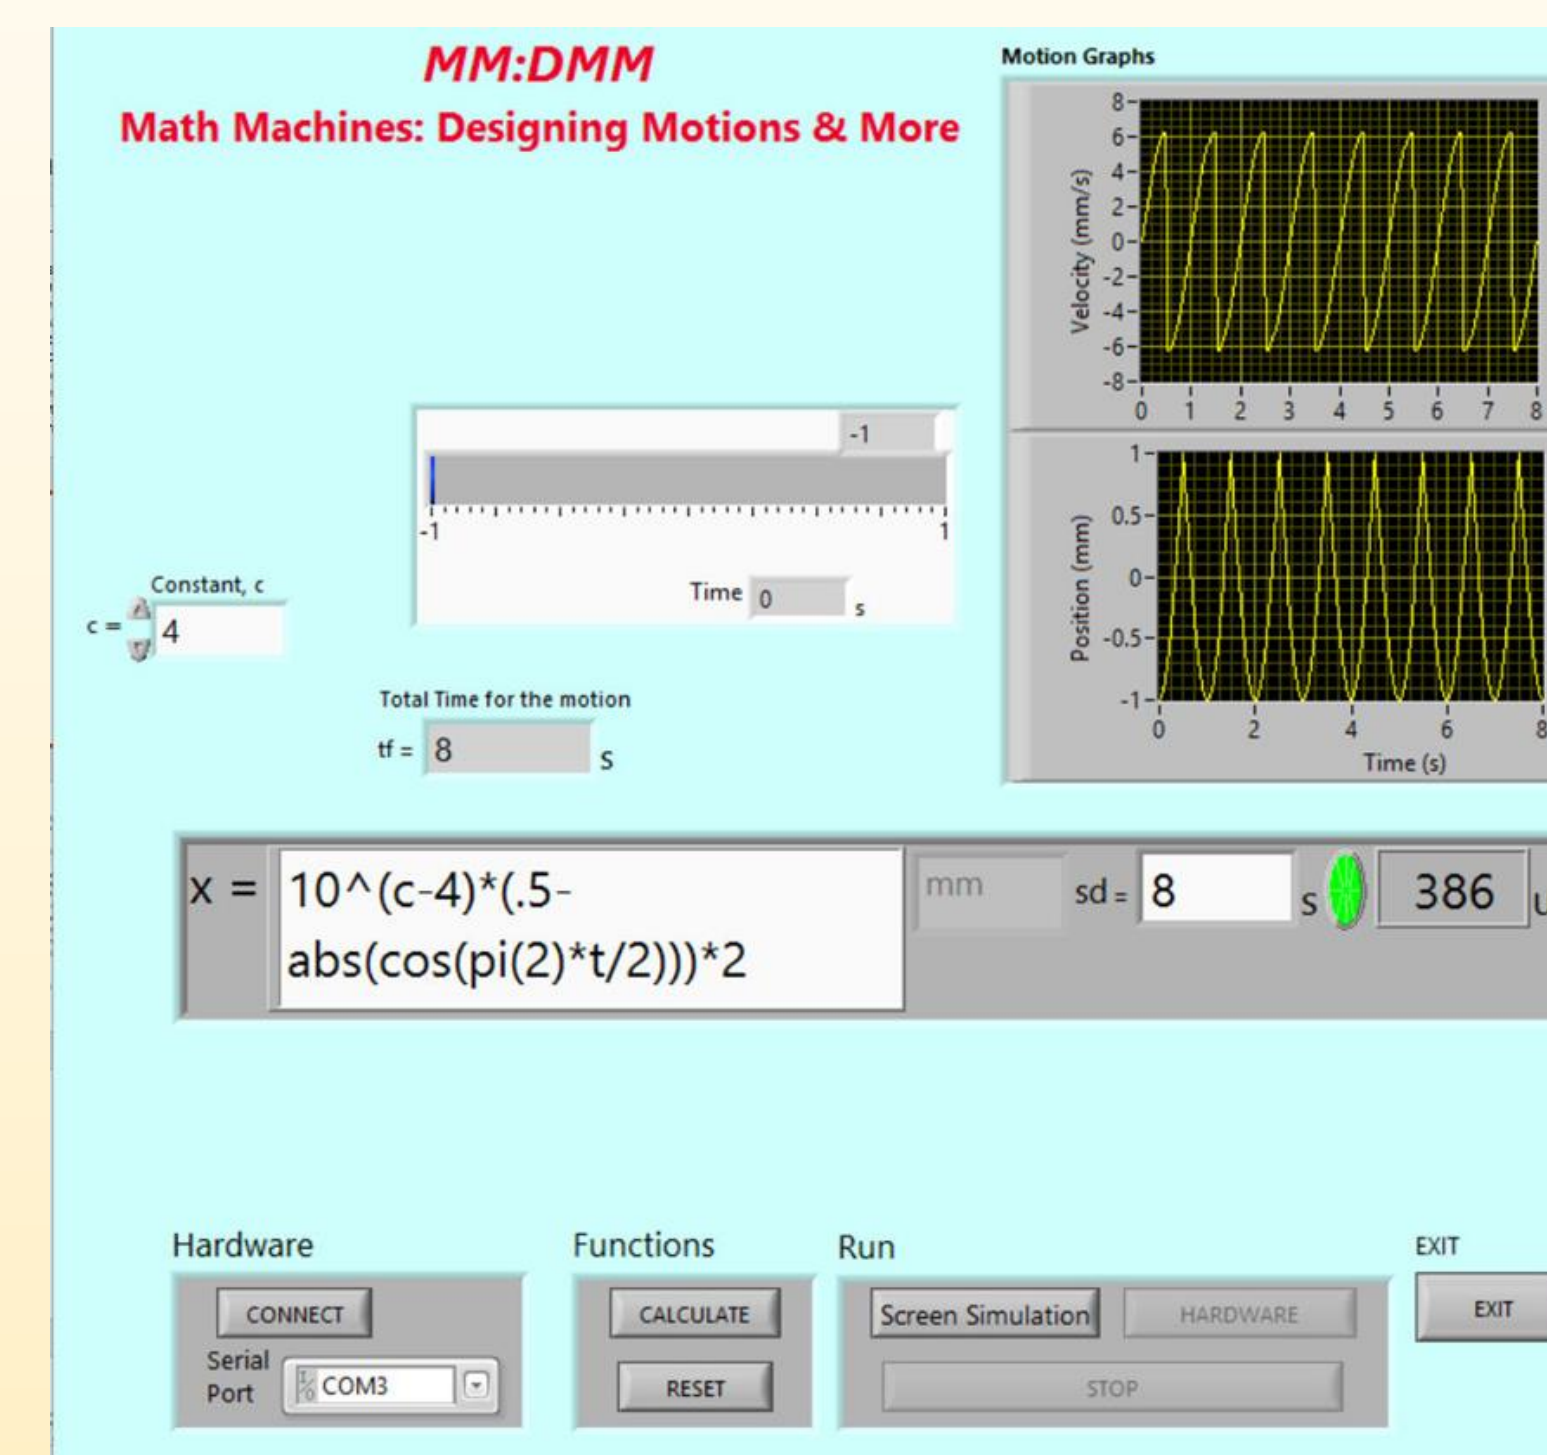 MM:DMM
Math Machines: Designing Motions & More
Motion Graphs
8
6
4
2
0
-2
-4
-6
-8
Velocity (mm/s)
0 1 2 3 4 5 6 7 8
1
0.5
0
-0.5
-1
Position (mm)
0 2 4 6 8
Time (s)
-1
-1 1
Time 0 s
Constant, c
c = 4
Total Time for the motion
tf = 8 s
x = 10^(c-4)*(.5-
abs(cos(pi(2)*t/2)))*2
mm sd = 8 s 386
Hardware
CONNECT
Serial
Port
I/O COM3
Functions
CALCULATE
RESET
Run
Screen Simulation HARDWARE
STOP
EXIT
EXIT